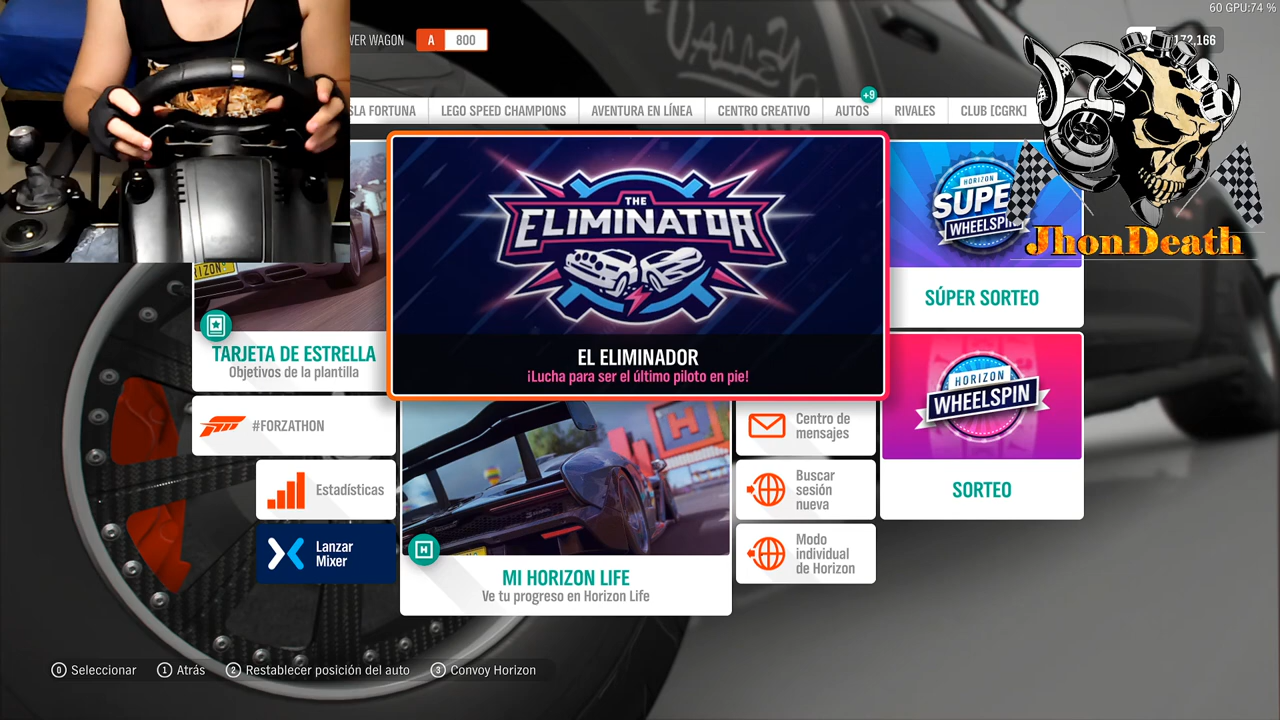 60 GPU:74 %
WER WAGON
A 800
172,166
SLA FORTUNA
LEGO SPEED CHAMPIONS
AVENTURA EN LÍNEA
CENTRO CREATIVO
AUTOS
+9
RIVALES
CLUB [CGRK]
THE
ELIMINATOR
EL ELIMINADOR
¡Lucha para ser el último piloto en pie!
HORIZON
SUPE
WHEELSPIN
JhonDeath
SÚPER SORTEO
TARJETA DE ESTRELLA
Objetivos de la plantilla
HORIZON
WHEELSPIN
SORTEO
#FORZATHON
Estadísticas
Lanzar
Mixer
MI HORIZON LIFE
Ve tu progreso en Horizon Life
Centro de
mensajes
Buscar
sesión
nueva
Modo
individual
de Horizon
0 Seleccionar
1 Atrás
2 Restablecer posición del auto
3 Convoy Horizon